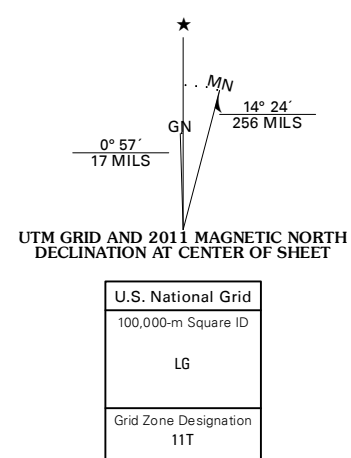 ★
MN
GN
14° 24´
256 MILS
0° 57´
17 MILS
UTM GRID AND 2011 MAGNETIC NORTH
DECLINATION AT CENTER OF SHEET
U.S. National Grid
100,000-m Square ID
LG
Grid Zone Designation
11T